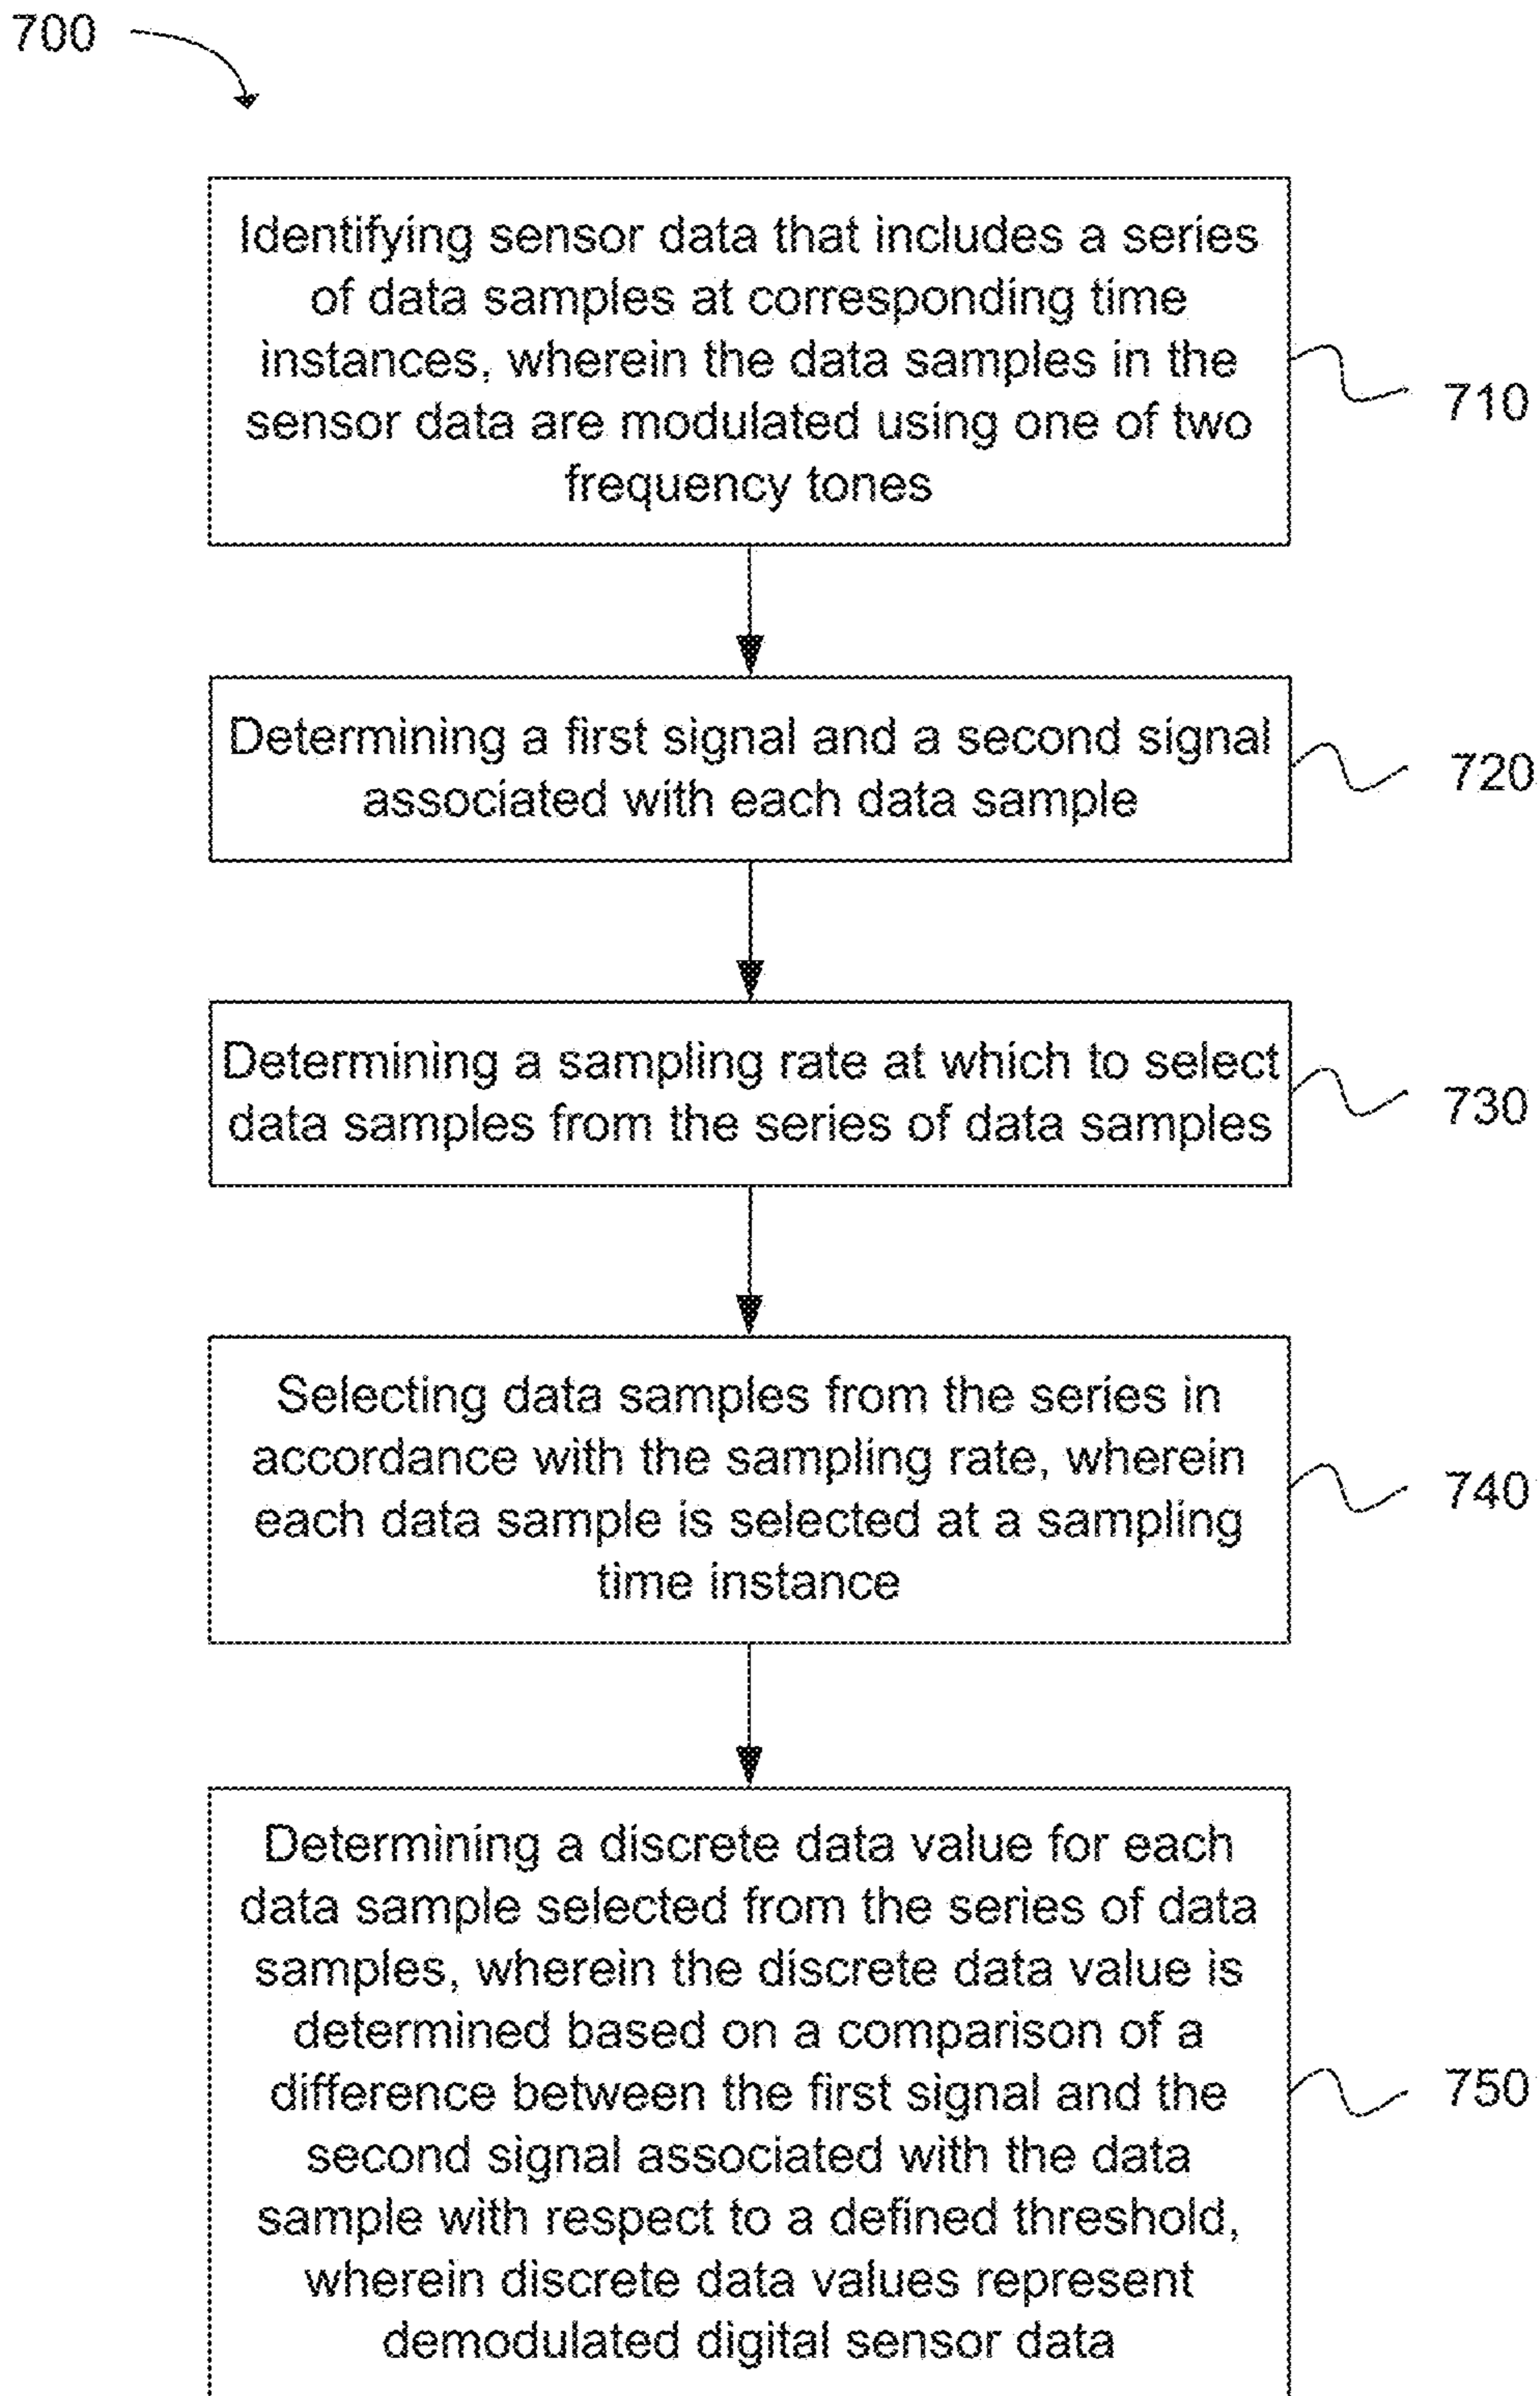 700
Identifying sensor data that includes a series
of data samples at corresponding time
instances, wherein the data samples in the
sensor data are modulated using one of two
frequency tones
710
Determining a first signal and a second signal
associated with each data sample
720
Determining a sampling rate at which to select
data samples from the series of data samples
730
Selecting data samples from the series in
accordance with the sampling rate, wherein
each data sample is selected at a sampling
time instance
740
Determining a discrete data value for each
data sample selected from the series of data
samples, wherein the discrete data value is
determined based on a comparison of a
difference between the first signal and the
second signal associated with the data
sample with respect to a defined threshold,
wherein discrete data values represent
demodulated digital sensor data
750